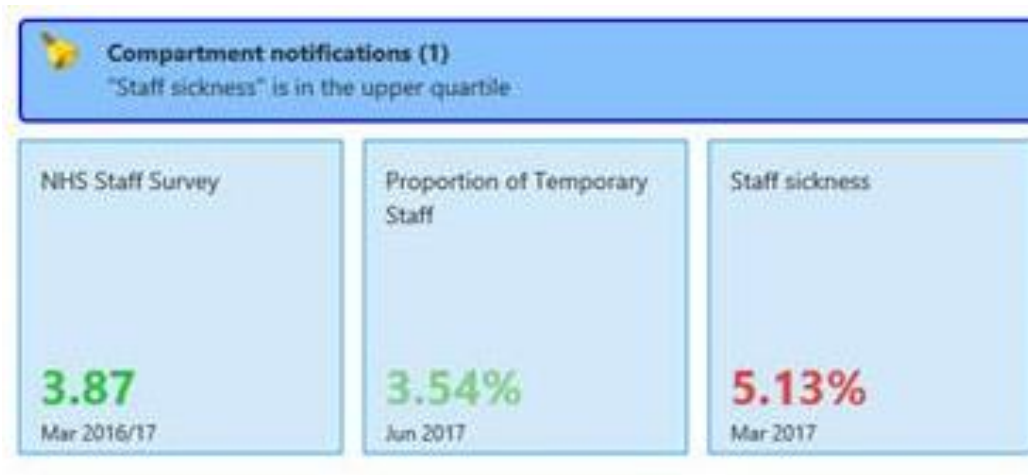 Compartment notifications (1)
"Staff sickness" is in the upper quartile
NHS Staff Survey
3.87
Mar 2016/17
Proportion of Temporary
Staff
3.54%
Jun 2017
Staff sickness
5.13%
Mar 2017